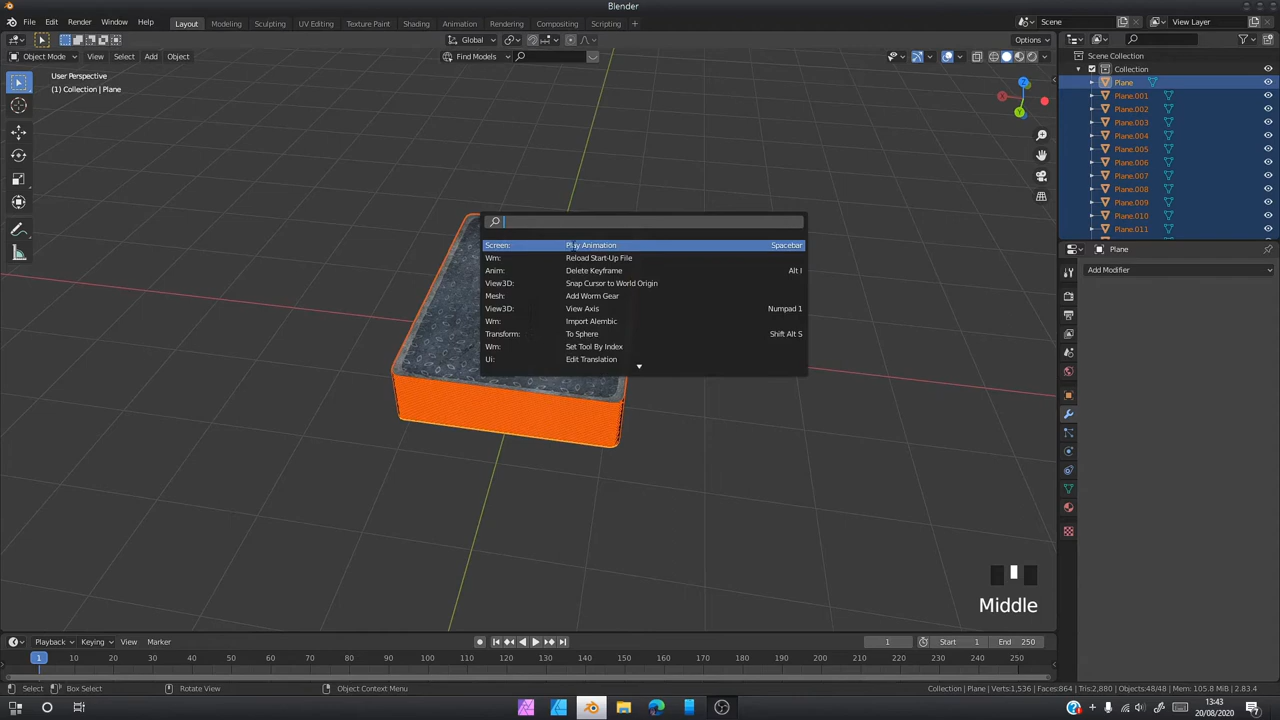 Blender
File Edit Render Window Help Layout Modeling Sculpting UV Editing Texture Paint Shading Animation Rendering Compositing Scripting + Scene View Layer
Global Options
Object Mode View Select Add Object Find Models
User Perspective
(1) Collection | Plane
X Y Z
Scene Collection
Collection
Plane
Plane.001
Plane.002
Plane.003
Plane.004
Plane.005
Plane.006
Plane.007
Plane.008
Plane.009
Plane.010
Plane.011
Plane
Add Modifier
Screen: Play Animation Spacebar
Wm: Reload Start-Up File
Anim: Delete Keyframe Alt I
View3D: Snap Cursor to World Origin
Mesh: Add Worm Gear
View3D: View Axis Numpad 1
Wm: Import Alembic
Transform: To Sphere Shift Alt S
Wm: Set Tool By Index
Ui: Edit Translation
Middle
Playback Keying View Marker 1 Start 1 End 250
1 10 20 30 40 50 60 70 80 90 100 110 120 130 140 150 160 170 180 190 200 210 220 230 240 250
Select Box Select Rotate View Object Context Menu Collection | Plane | Verts:1,536 | Faces:864 | Tris:2,880 | Objects:48/48 | Mem: 105.8 MiB | 2.83.4
13:43
20/08/2020